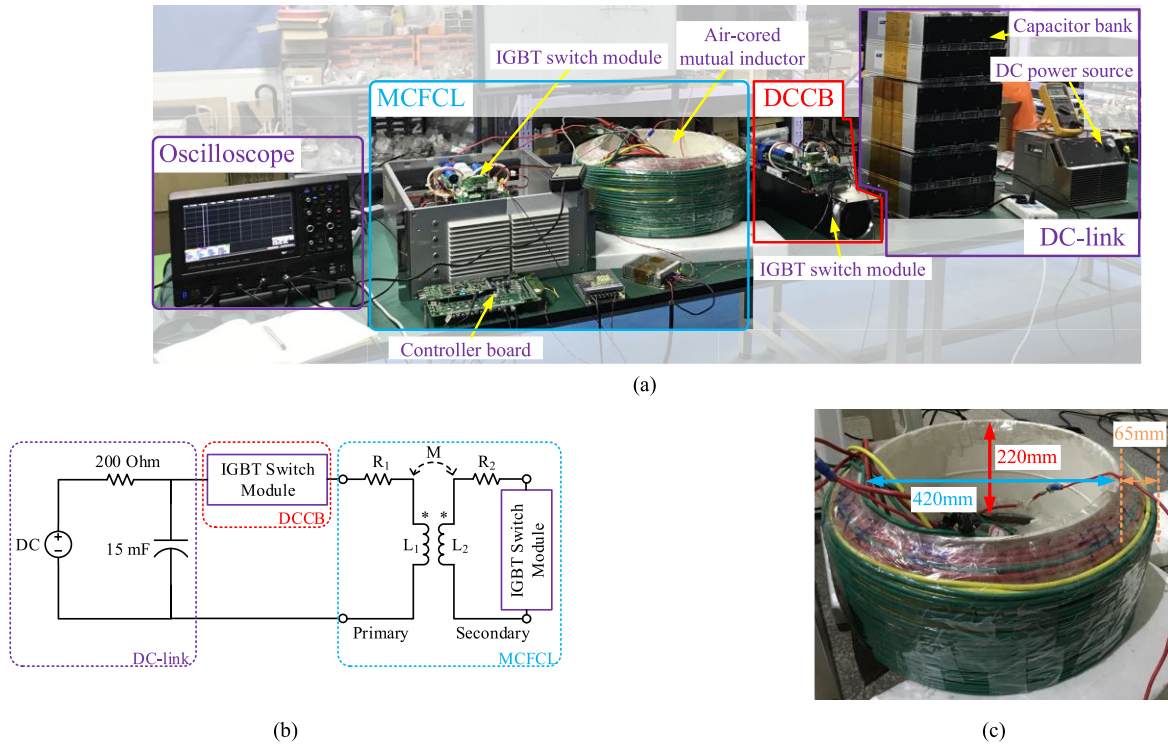 Air-cored
mutual inductor
IGBT switch module
Capacitor bank
DC power source
MCFCL
DCCB
Oscilloscope
DC-link
IGBT switch module
Controller board
(a)
200 Ohm
IGBT Switch
Module
DCCB
R1
M
R2
DC
15 mF
* *
L1
L2
IGBT Switch
Module
Primary
Secondary
DC-link
MCFCL
(b)
65mm
220mm
420mm
(c)